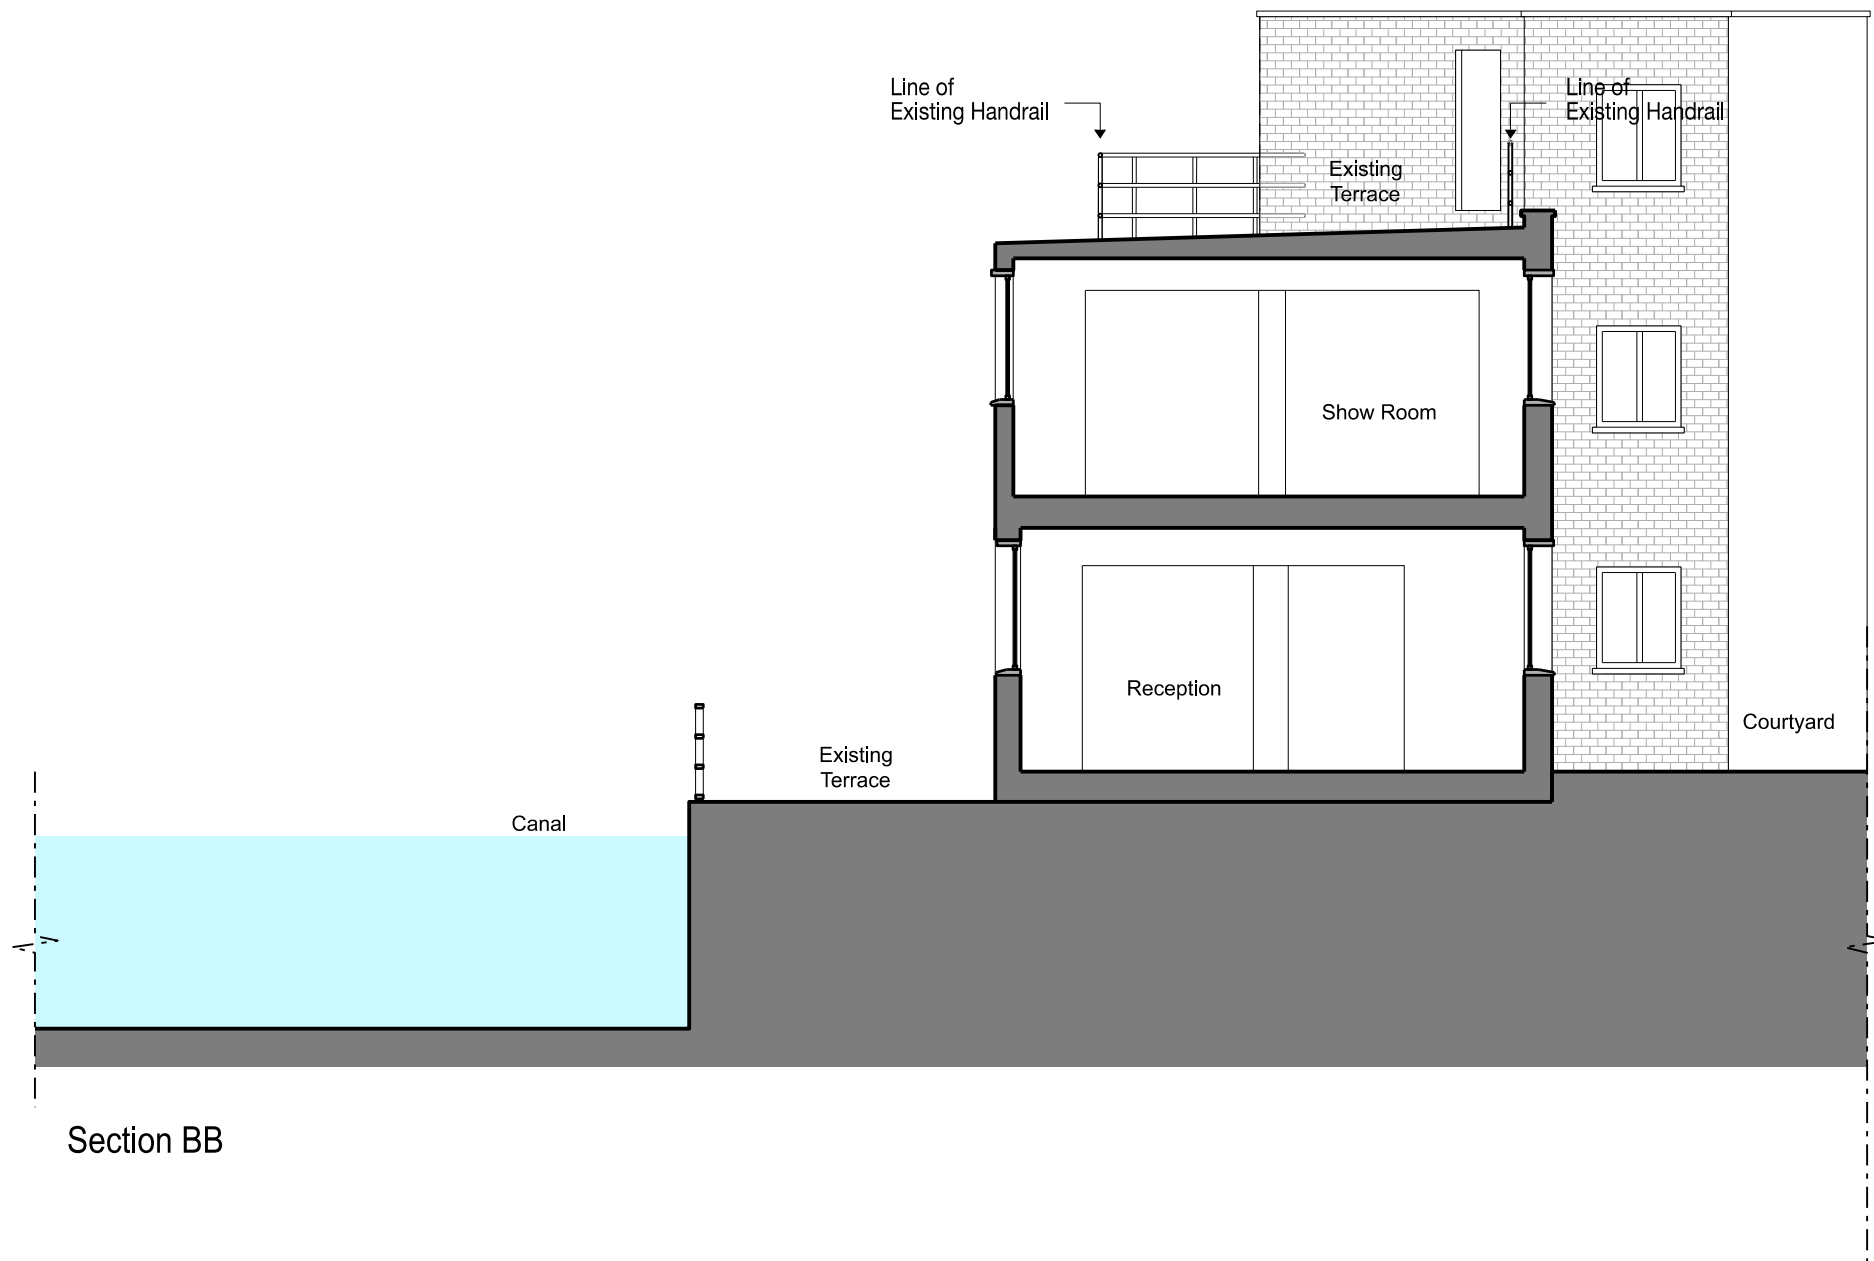 Line of
Existing Handrail
Line of
Existing Handrail
Existing
Terrace
Show Room
Reception
Courtyard
Existing
Terrace
Canal
Section BB